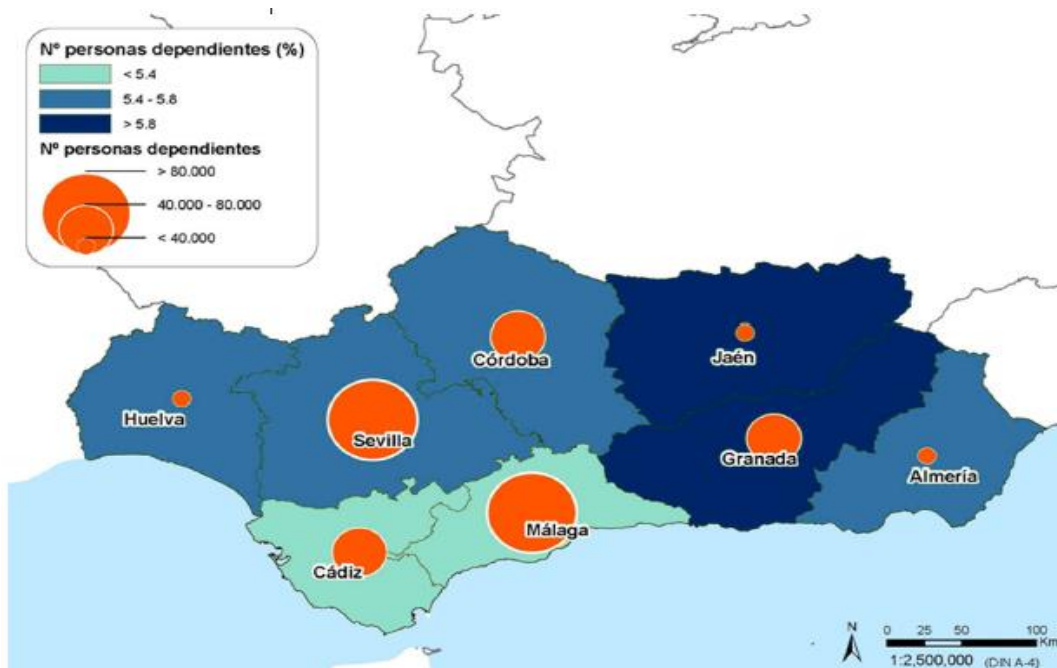 Nº personas dependientes (%)
< 5.4
5.4 - 5.8
> 5.8
Nº personas dependientes
> 80.000
40.000 - 80.000
< 40.000
Córdoba
Jaén
Huelva
Sevilla
Granada
Almería
Málaga
Cádiz
N
0 25 50 100
Km
1:2,500,000 (DIN A-4)